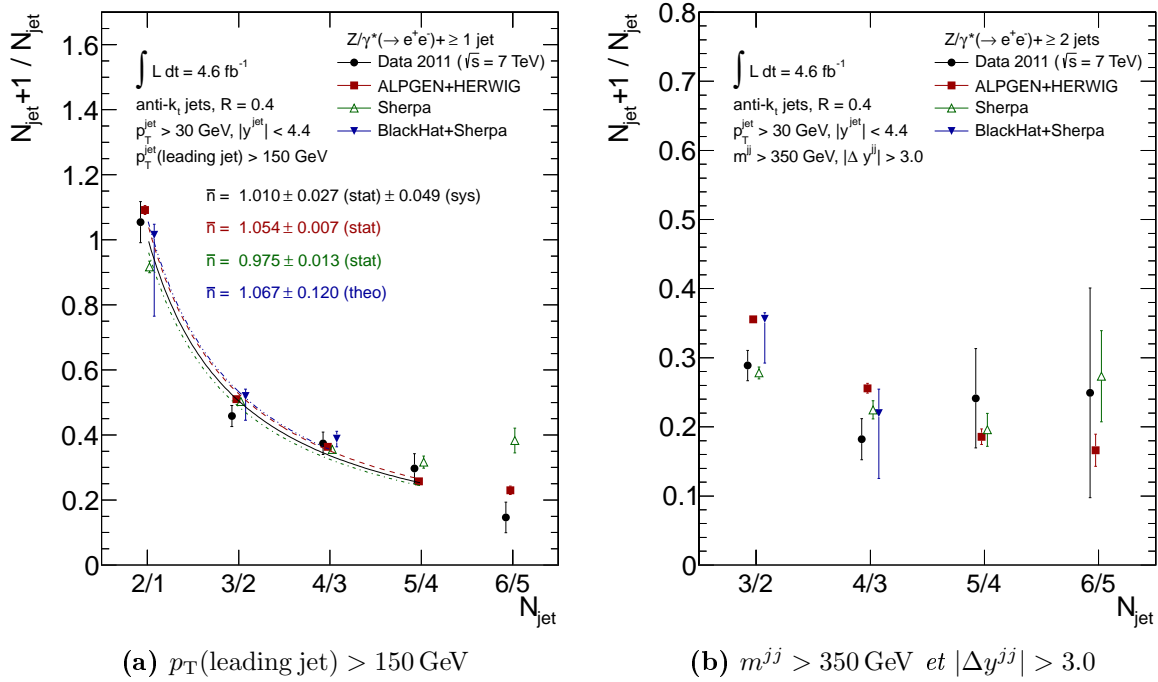 N_jet+1 / N_jet
1.6
1.4
1.2
1
0.8
0.6
0.4
0.2
0
2/1 3/2 4/3 5/4 6/5
N_jet
∫ L dt = 4.6 fb⁻¹
anti-k_t jets, R = 0.4
p_T^jet > 30 GeV, |y^jet| < 4.4
p_T^jet(leading jet) > 150 GeV
Z/γ*(→ e⁺e⁻)+ ≥ 1 jet
Data 2011 (√s = 7 TeV)
ALPGEN+HERWIG
Sherpa
BlackHat+Sherpa
n̅ = 1.010 ± 0.027 (stat) ± 0.049 (sys)
n̅ = 1.054 ± 0.007 (stat)
n̅ = 0.975 ± 0.013 (stat)
n̅ = 1.067 ± 0.120 (theo)
(a) p_T(leading jet) > 150 GeV
N_jet+1 / N_jet
0.8
0.7
0.6
0.5
0.4
0.3
0.2
0.1
0
3/2 4/3 5/4 6/5
N_jet
∫ L dt = 4.6 fb⁻¹
anti-k_t jets, R = 0.4
p_T^jet > 30 GeV, |y^jet| < 4.4
m^jj > 350 GeV, |Δ y^jj| > 3.0
Z/γ*(→ e⁺e⁻)+ ≥ 2 jets
Data 2011 (√s = 7 TeV)
ALPGEN+HERWIG
Sherpa
BlackHat+Sherpa
(b) m^jj > 350 GeV et |Δy^jj| > 3.0